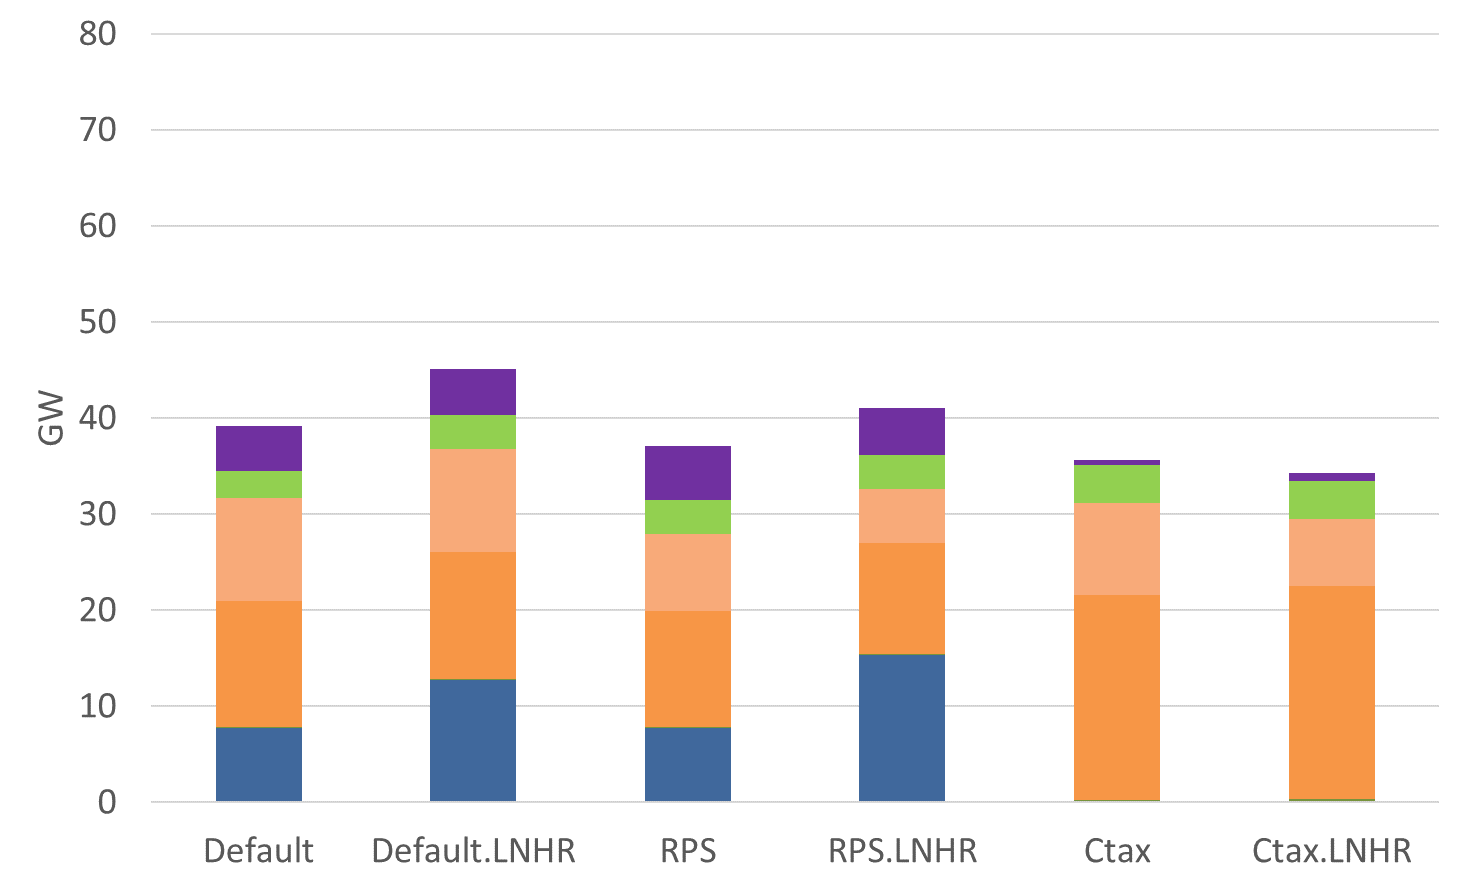 80
70
60
50
40
30
20
10
0
GW
Default
Default.LNHR
RPS
RPS.LNHR
Ctax
Ctax.LNHR